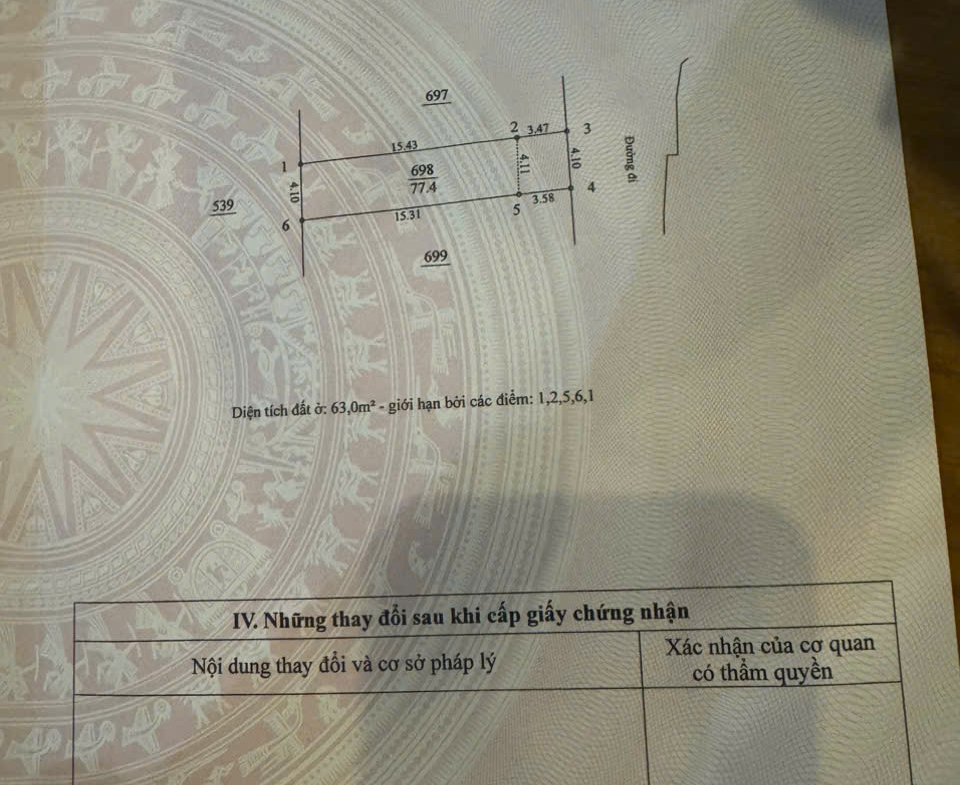 697
2 3.47 3
15.43
1
698
77.4
4.11
4.10
Đường đi
4.10
539
4
3.58
15.31
5
6
699
Diện tích đất ở: 63,0m² - giới hạn bởi các điểm: 1,2,5,6,1
IV. Những thay đổi sau khi cấp giấy chứng nhận
Nội dung thay đổi và cơ sở pháp lý
Xác nhận của cơ quan
có thẩm quyền